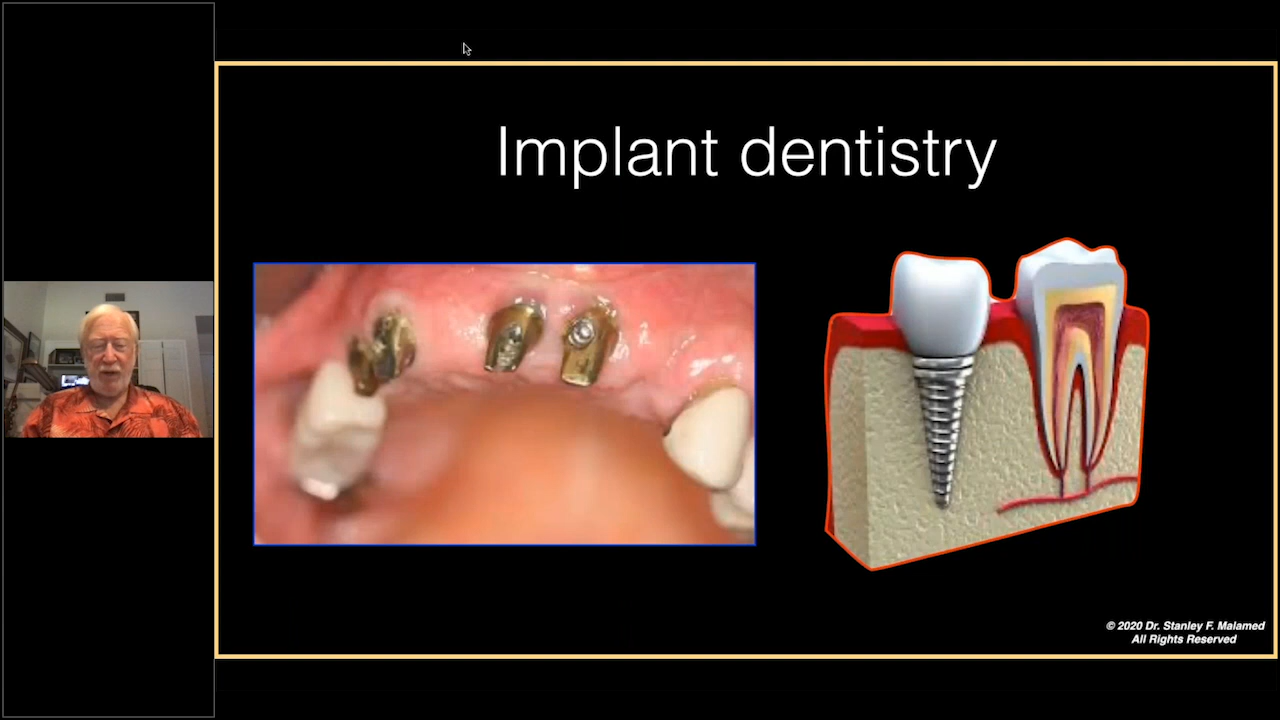 Implant dentistry
© 2020 Dr. Stanley F. Malamed
All Rights Reserved